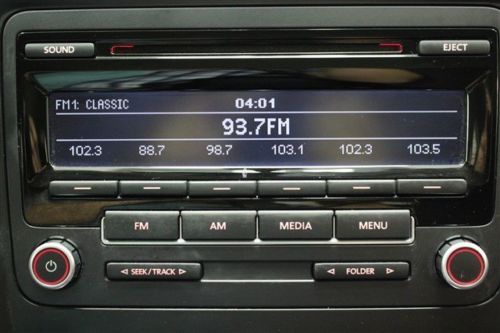 SOUND
EJECT
FM1: CLASSIC 04:01
93.7FM
102.3 88.7 98.7 103.1 102.3 103.5
FM AM MEDIA MENU
SEEK/TRACK FOLDER